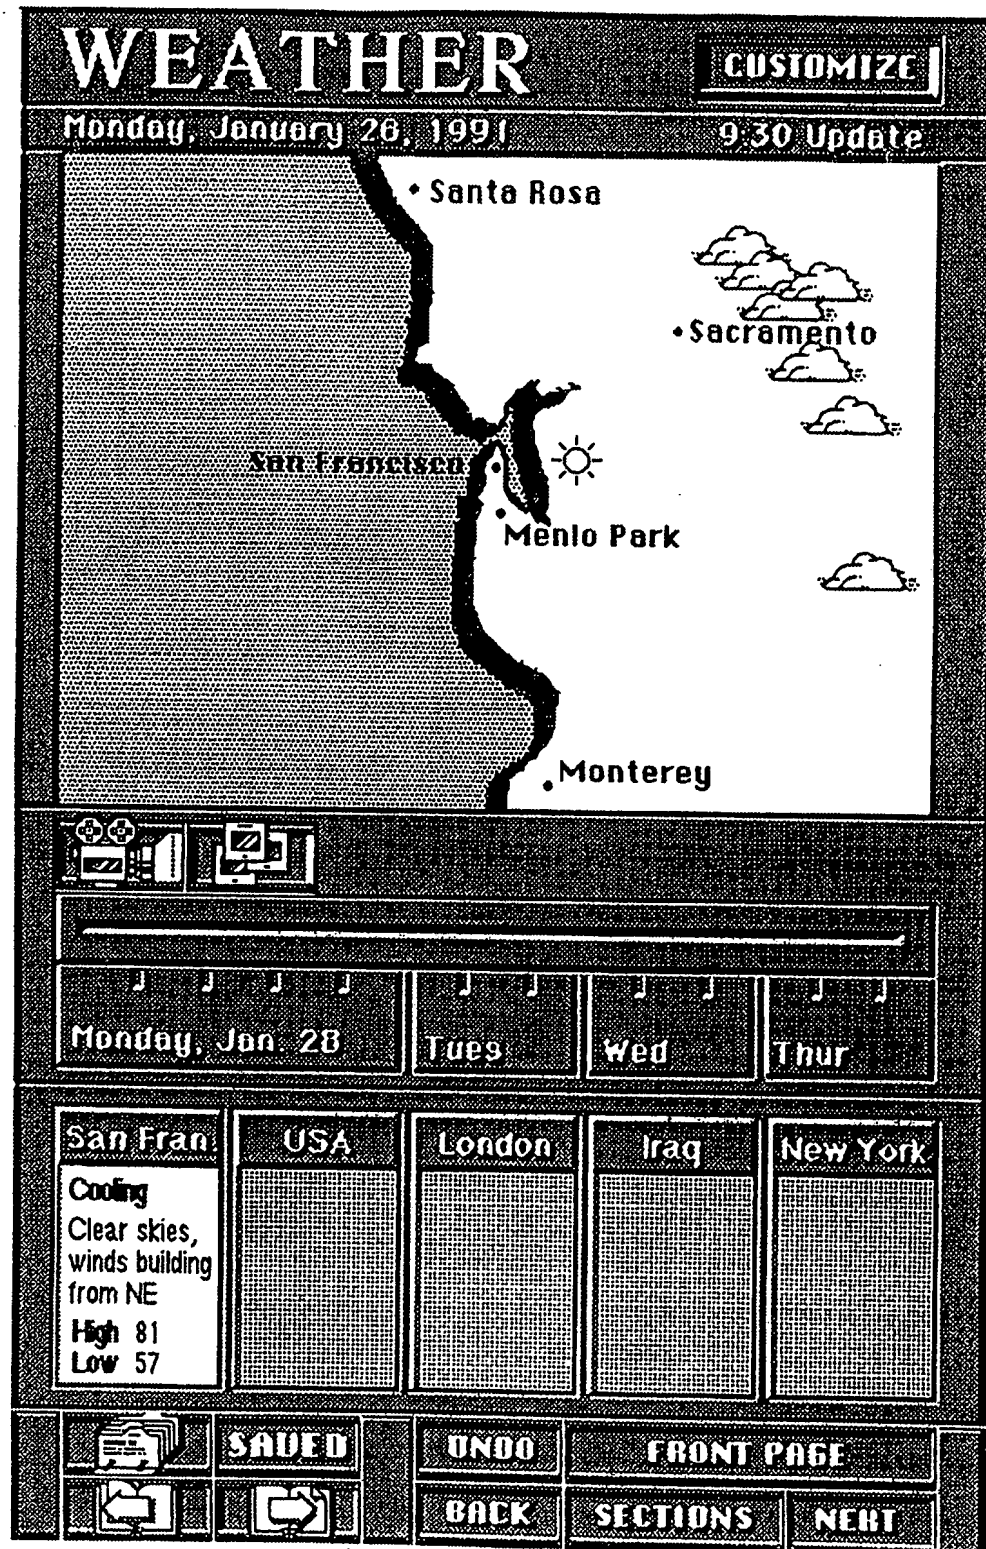 WEATHER
CUSTOMIZE
Monday, January 28, 1991
9:30 Update
Santa Rosa
Sacramento
San Francisco
Menlo Park
Monterey
Monday, Jan. 28
Tues
Wed
Thur
San Fran.
USA
London
Iraq
New York
Cooling
Clear skies,
winds building
from NE
High 81
Low 57
SAVED
UNDO
FRONT PAGE
BACK
SECTIONS
NEXT